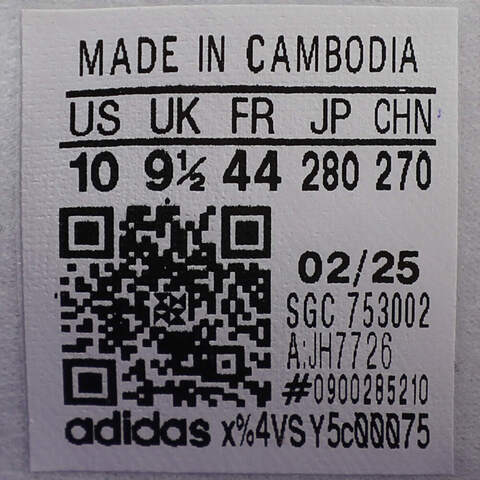 MADE IN CAMBODIA
US UK FR JP CHN
10 9½ 44 280 270
02/25
SGC 753002
A:JH7726
#0900285210
adidas x%4VSY5c00075